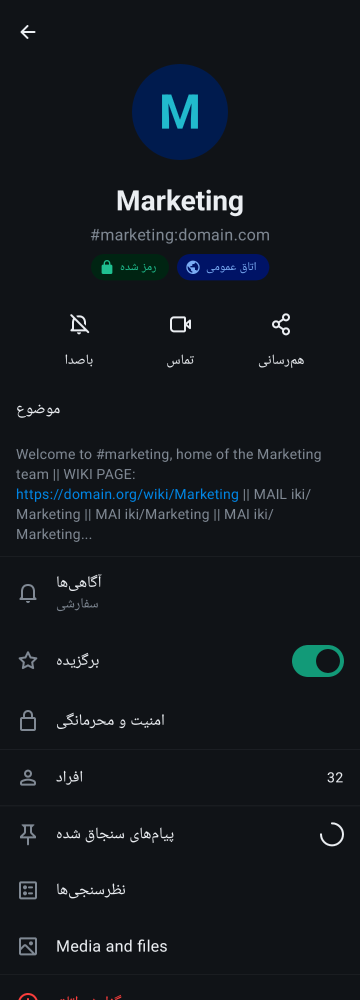 M
Marketing
#marketing:domain.com
رمز شده
اتاق عمومی
باصدا
تماس
هم‌رسانی
موضوع
Welcome to #marketing, home of the Marketing
team || WIKI PAGE:
https://domain.org/wiki/Marketing || MAIL iki/
Marketing || MAI iki/Marketing || MAI iki/
Marketing...
آگاهی‌ها
سفارشی
برگزیده
امنیت و محرمانگی
افراد
32
پیام‌های سنجاق شده
نظرسنجی‌ها
Media and files